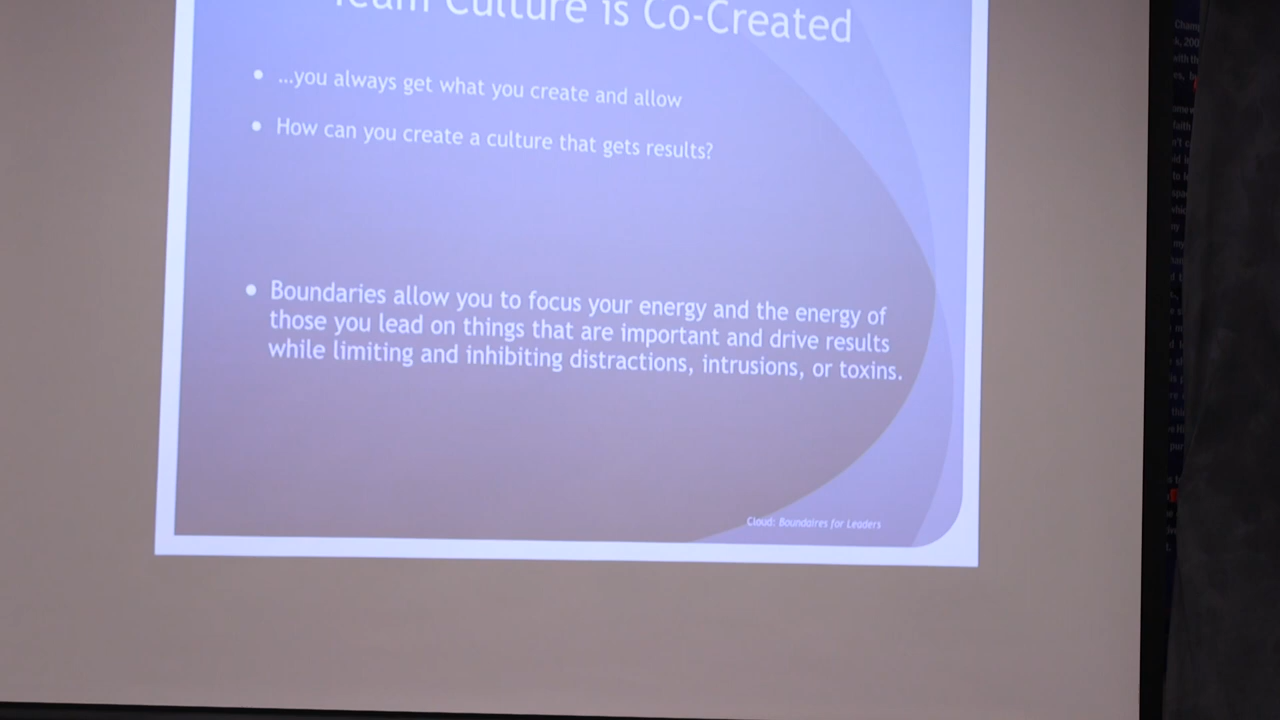 Team Culture is Co-Created
• ...you always get what you create and allow
• How can you create a culture that gets results?
• Boundaries allow you to focus your energy and the energy of
those you lead on things that are important and drive results
while limiting and inhibiting distractions, intrusions, or toxins.
Cloud: Boundaires for Leaders